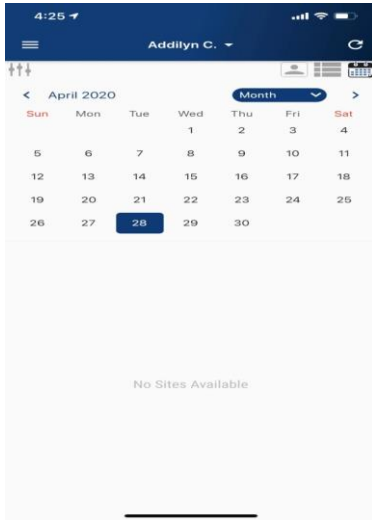 4:25
Addilyn C.
April 2020 Month
Sun Mon Tue Wed Thu Fri Sat
1 2 3 4
5 6 7 8 9 10 11
12 13 14 15 16 17 18
19 20 21 22 23 24 25
26 27 28 29 30
No Sites Available